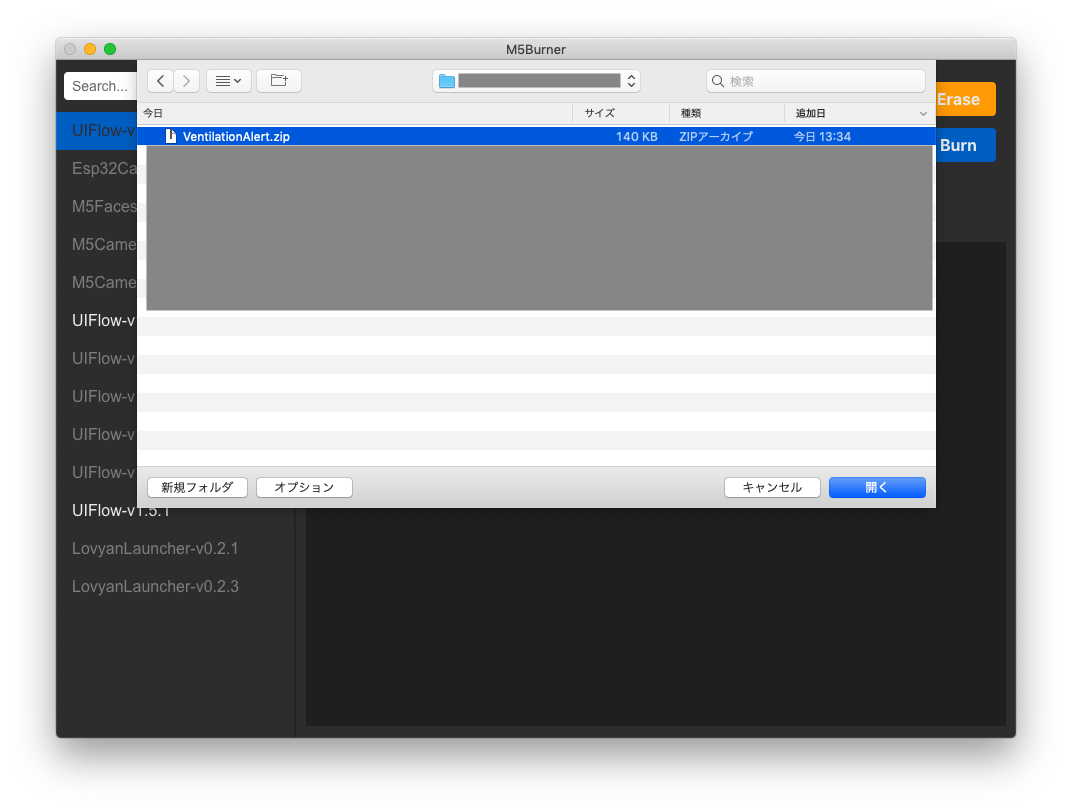 M5Burner
Search...
検索
Erase
Burn
今日 サイズ 種類 追加日
VentilationAlert.zip 140 KB ZIPアーカイブ 今日 13:34
UIFlow-v
Esp32Ca
M5Faces
M5Came
M5Came
UIFlow-v
UIFlow-v
UIFlow-v
UIFlow-v
UIFlow-v
新規フォルダ オプション キャンセル 開く
UIFlow-v1.5.1
LovyanLauncher-v0.2.1
LovyanLauncher-v0.2.3